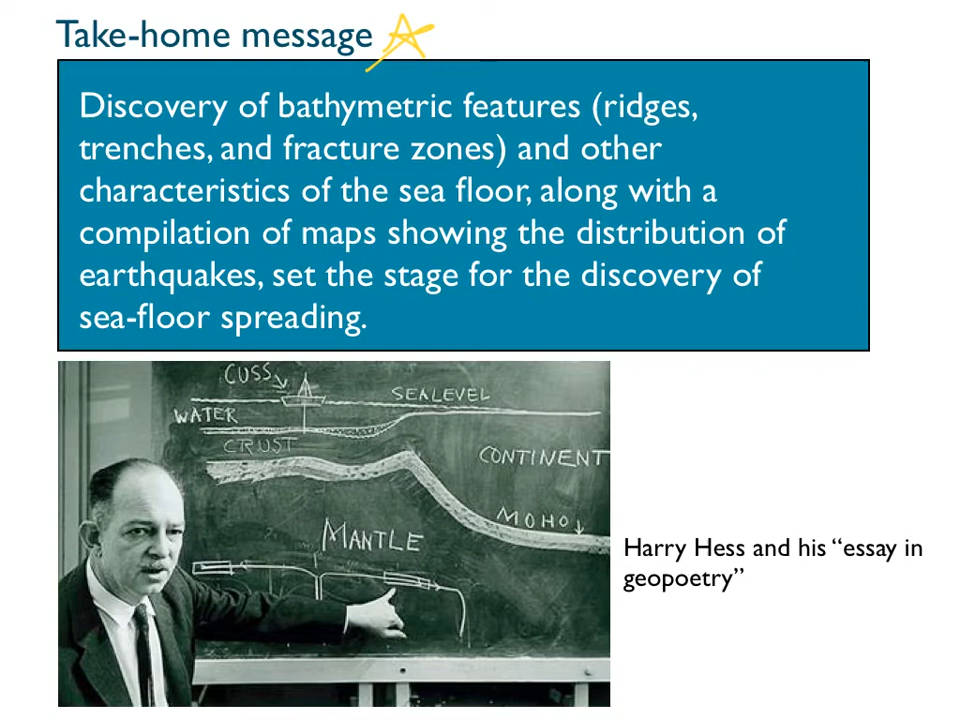 Take-home message
Discovery of bathymetric features (ridges,
trenches, and fracture zones) and other
characteristics of the sea floor, along with a
compilation of maps showing the distribution of
earthquakes, set the stage for the discovery of
sea-floor spreading.
CUSS
SEALEVEL
WATER
CRUST
CONTINENT
MOHO
MANTLE
Harry Hess and his “essay in
geopoetry”